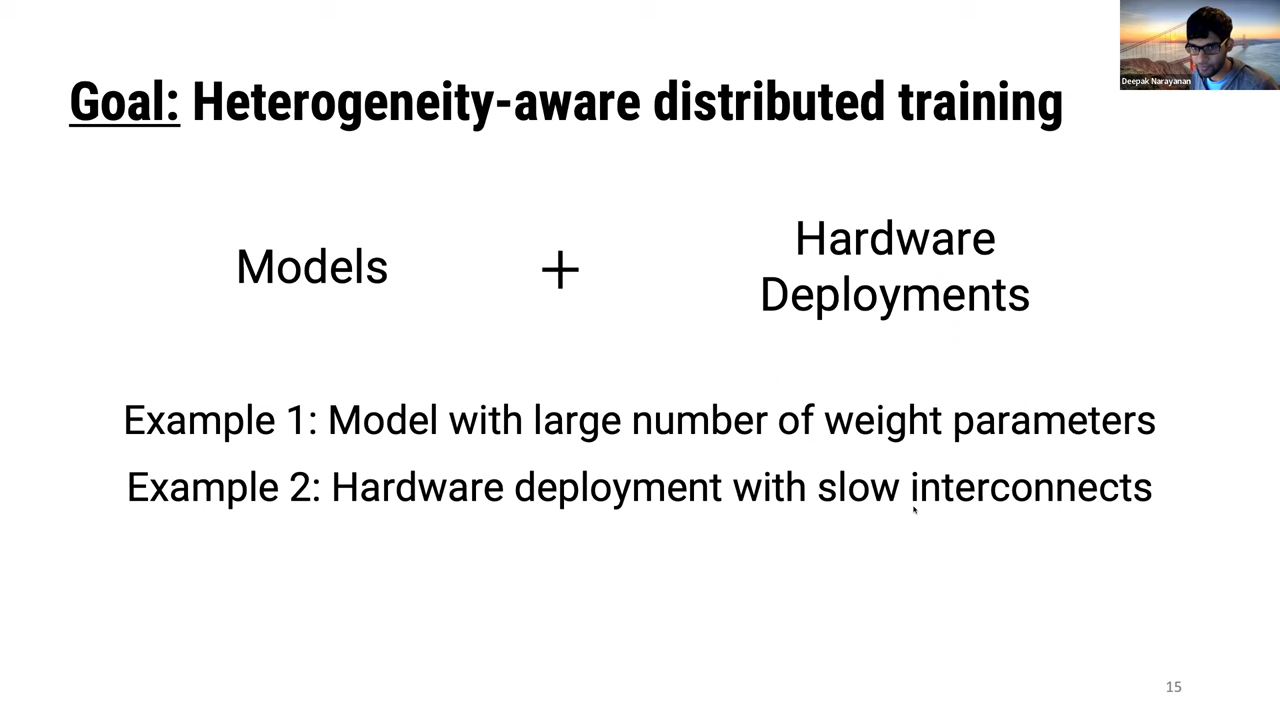 Deepak Narayanan
Goal: Heterogeneity-aware distributed training
Models + Hardware
Deployments
Example 1: Model with large number of weight parameters
Example 2: Hardware deployment with slow interconnects
15